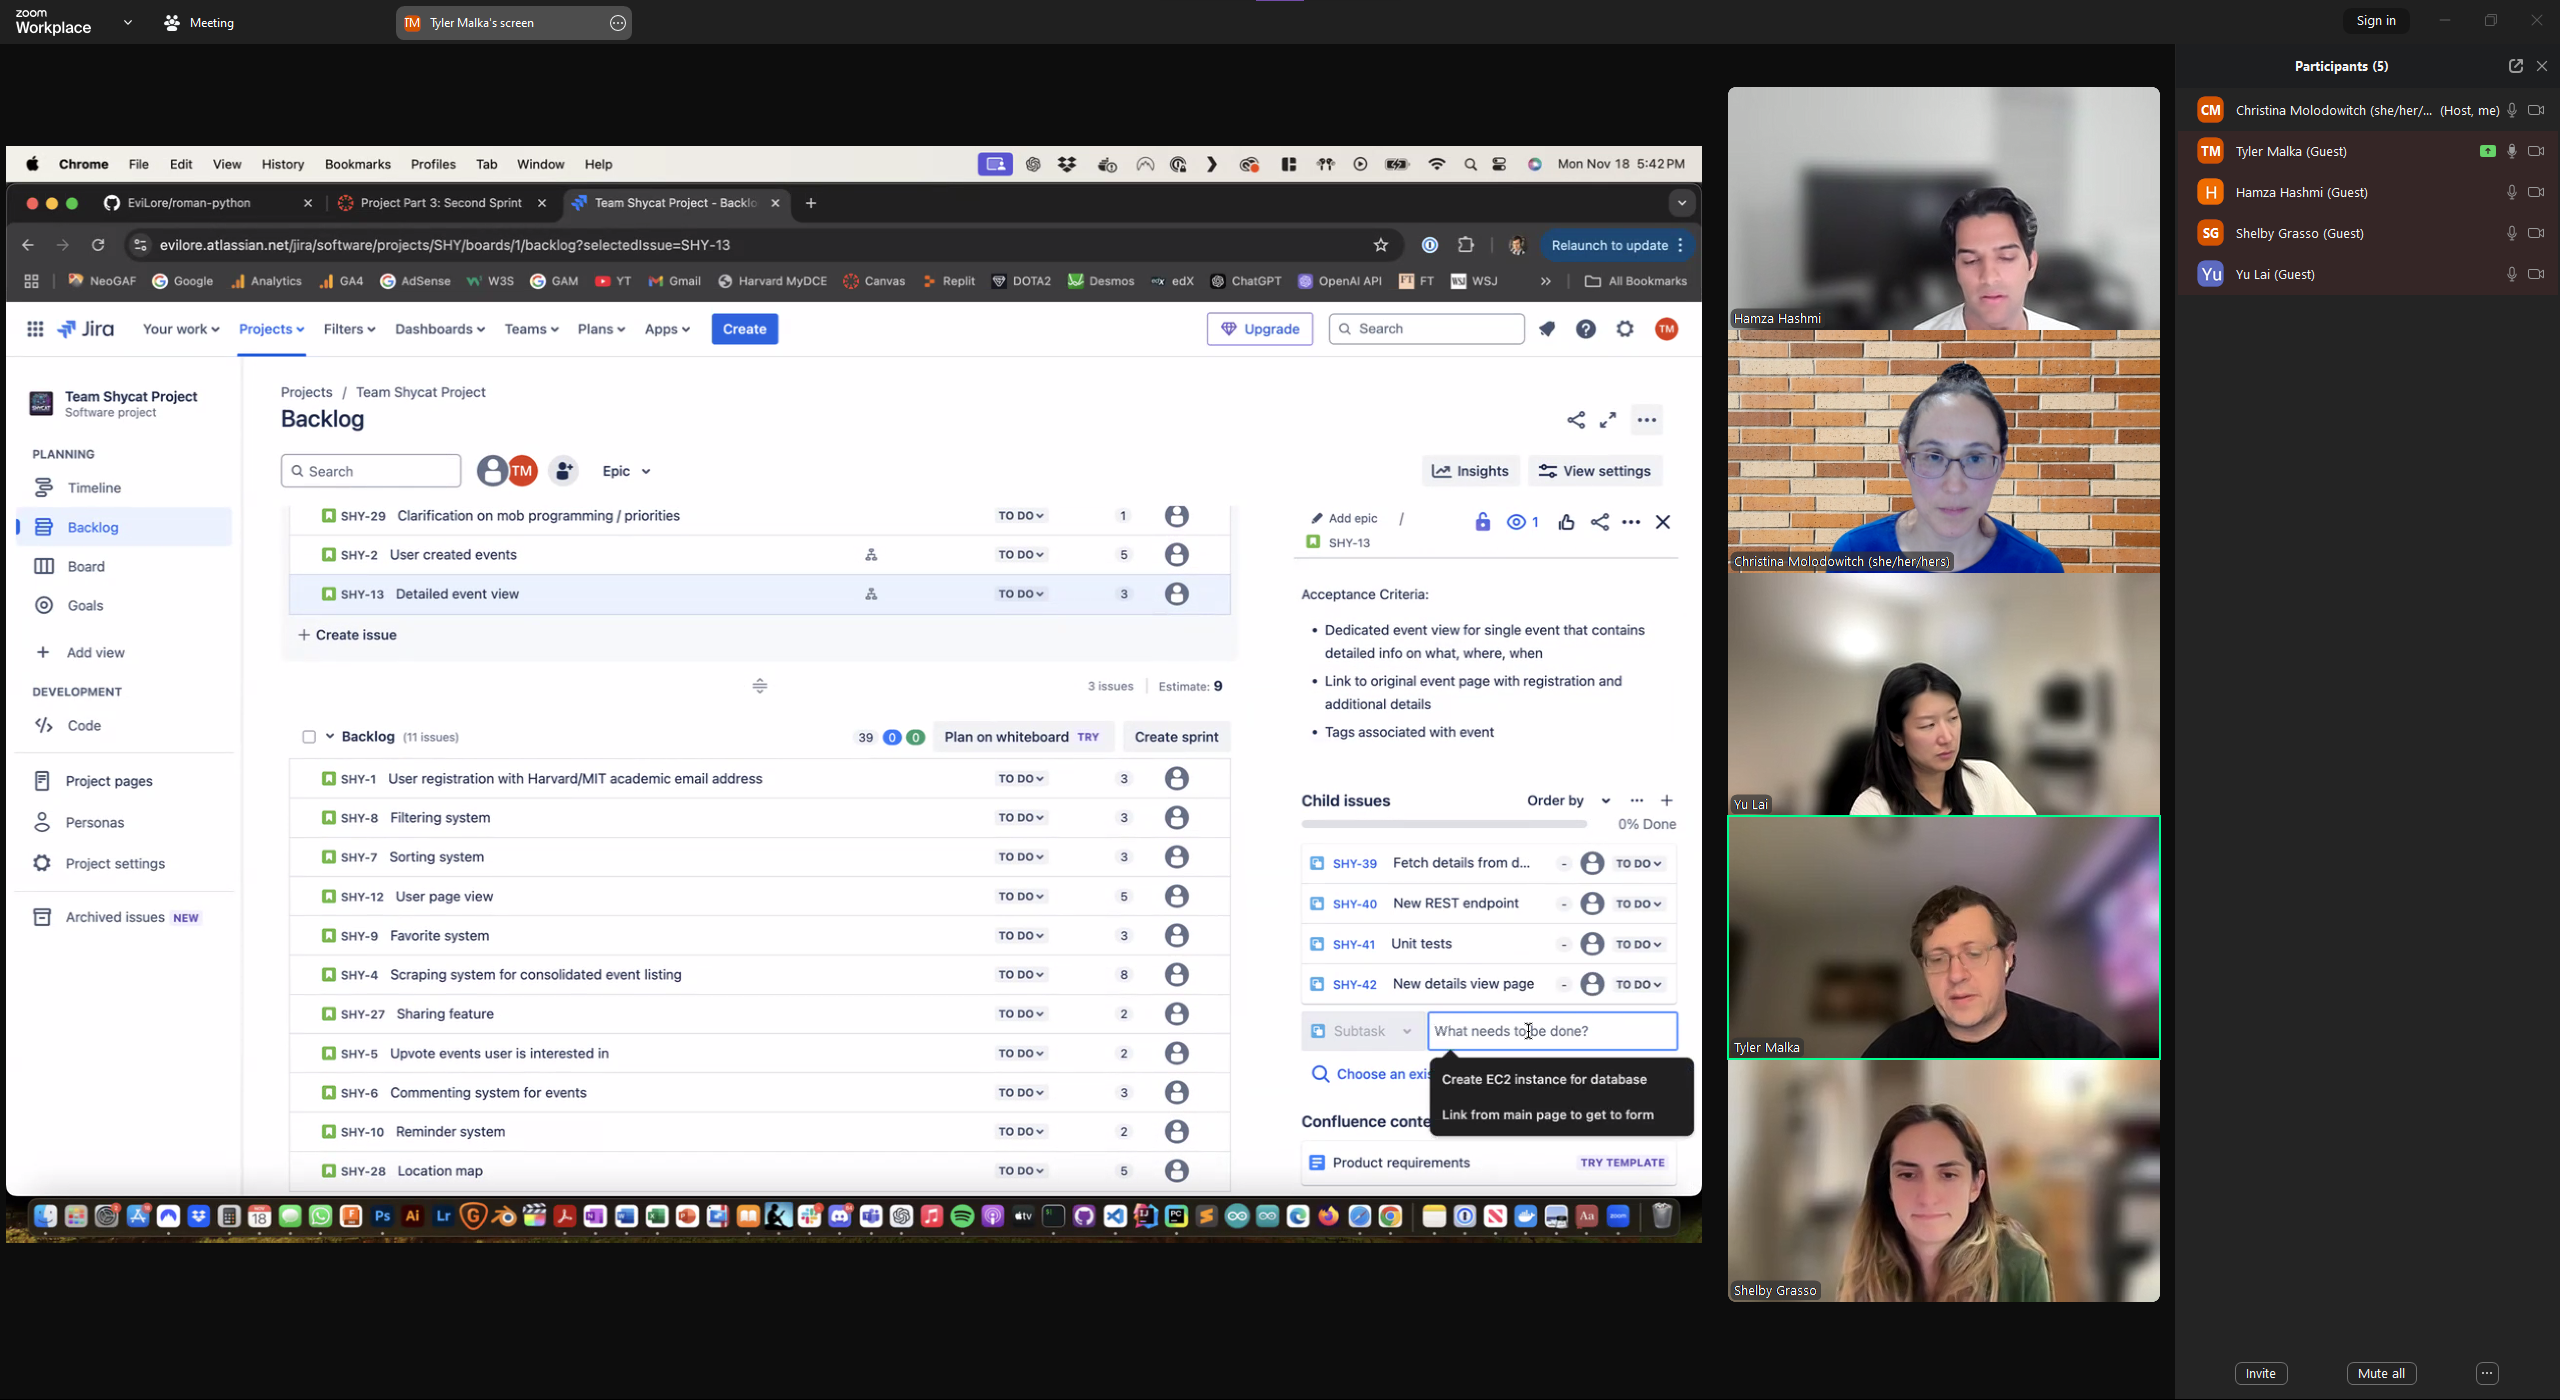 zoom
Workplace
Meeting
TM Tyler Malka's screen
Sign in
Participants (5)
CM Christina Molodowitch (she/her/... (Host, me)
TM Tyler Malka (Guest)
H Hamza Hashmi (Guest)
SG Shelby Grasso (Guest)
Yu Yu Lai (Guest)
Chrome File Edit View History Bookmarks Profiles Tab Window Help
Mon Nov 18 5:42PM
EviLore/roman-python
Project Part 3: Second Sprint
Team Shycat Project - Backlo
evilore.atlassian.net/jira/software/projects/SHY/boards/1/backlog?selectedIssue=SHY-13
Relaunch to update
NeoGAF Google Analytics GA4 AdSense W3S GAM YT Gmail Harvard MyDCE Canvas Replit DOTA2 Desmos edX ChatGPT OpenAI API FT WSJ » All Bookmarks
Jira Your work Projects Filters Dashboards Teams Plans Apps Create Upgrade Search TM
Team Shycat Project
Software project
PLANNING
Timeline
Backlog
Board
Goals
Add view
DEVELOPMENT
Code
Project pages
Personas
Project settings
Archived issues NEW
Projects / Team Shycat Project
Backlog
Search TM Epic Insights View settings
SHY-29 Clarification on mob programming / priorities TO DO 1
SHY-2 User created events TO DO 5
SHY-13 Detailed event view TO DO 3
+ Create issue
3 issues Estimate: 9
Backlog (11 issues) 39 0 0 Plan on whiteboard TRY Create sprint
SHY-1 User registration with Harvard/MIT academic email address TO DO 3
SHY-8 Filtering system TO DO 3
SHY-7 Sorting system TO DO 3
SHY-12 User page view TO DO 5
SHY-9 Favorite system TO DO 3
SHY-4 Scraping system for consolidated event listing TO DO 8
SHY-27 Sharing feature TO DO 2
SHY-5 Upvote events user is interested in TO DO 2
SHY-6 Commenting system for events TO DO 3
SHY-10 Reminder system TO DO 2
SHY-28 Location map TO DO 5
Add epic / 1
SHY-13
Acceptance Criteria:
• Dedicated event view for single event that contains
detailed info on what, where, when
• Link to original event page with registration and
additional details
• Tags associated with event
Child issues Order by
0% Done
SHY-39 Fetch details from d... - TO DO
SHY-40 New REST endpoint - TO DO
SHY-41 Unit tests - TO DO
SHY-42 New details view page - TO DO
Subtask What needs to be done?
Choose an exis
Create EC2 instance for database
Link from main page to get to form
Confluence conte
Product requirements TRY TEMPLATE
Hamza Hashmi
Christina Molodowitch (she/her/hers)
Yu Lai
Tyler Malka
Shelby Grasso
Invite Mute all